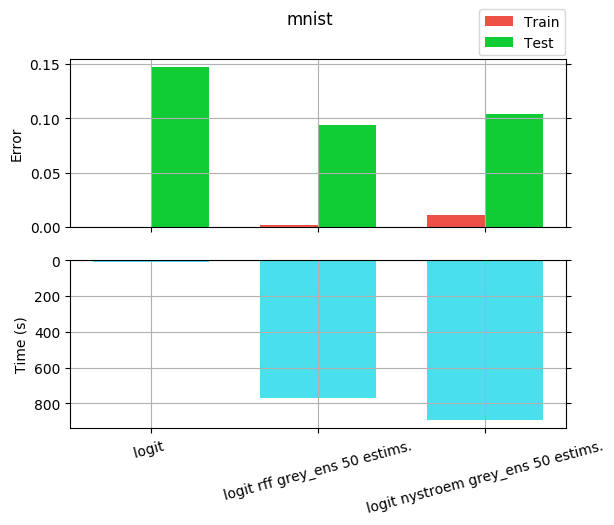 mnist
Train
Test
0.15
0.10
0.05
0.00
Error
0
200
400
600
800
Time (s)
logit
logit rff grey_ens 50 estims.
logit nystroem grey_ens 50 estims.